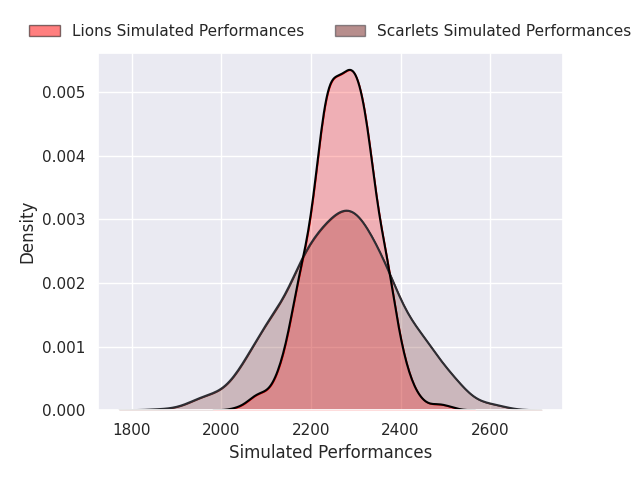 Lions Simulated Performances Scarlets Simulated Performances
0.005
0.004
0.003
0.002
0.001
0.000
Density
1800 2000 2200 2400 2600
Simulated Performances